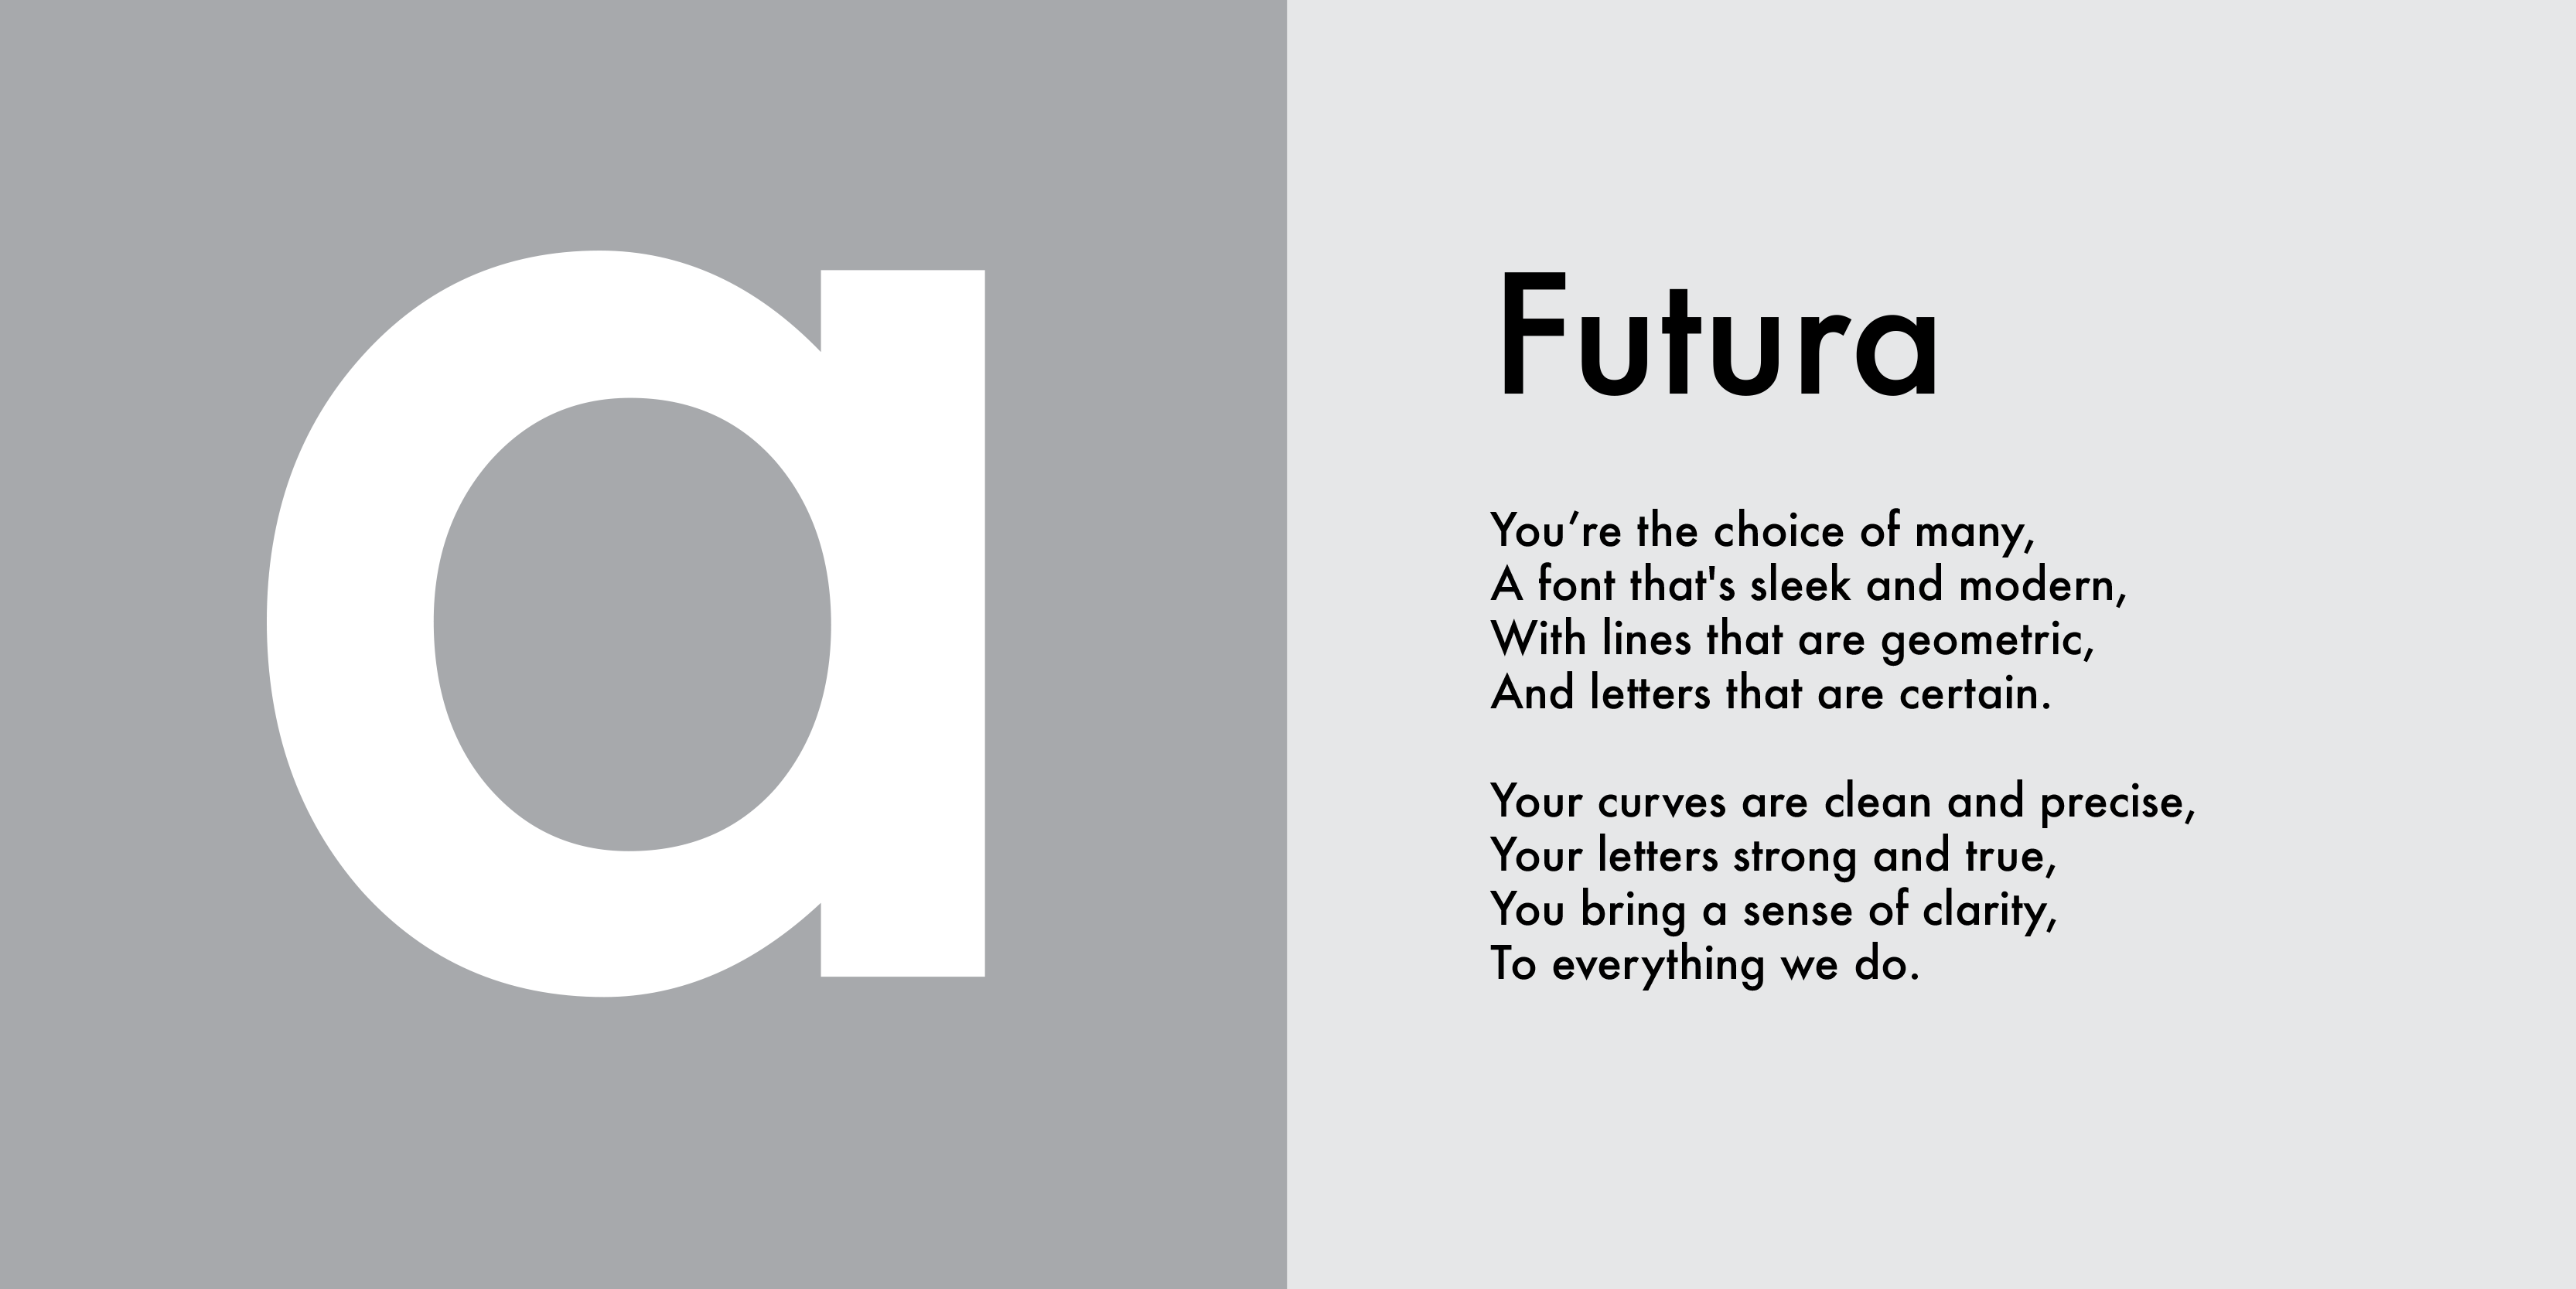 a
Futura
You’re the choice of many,
A font that's sleek and modern,
With lines that are geometric,
And letters that are certain.
Your curves are clean and precise,
Your letters strong and true,
You bring a sense of clarity,
To everything we do.